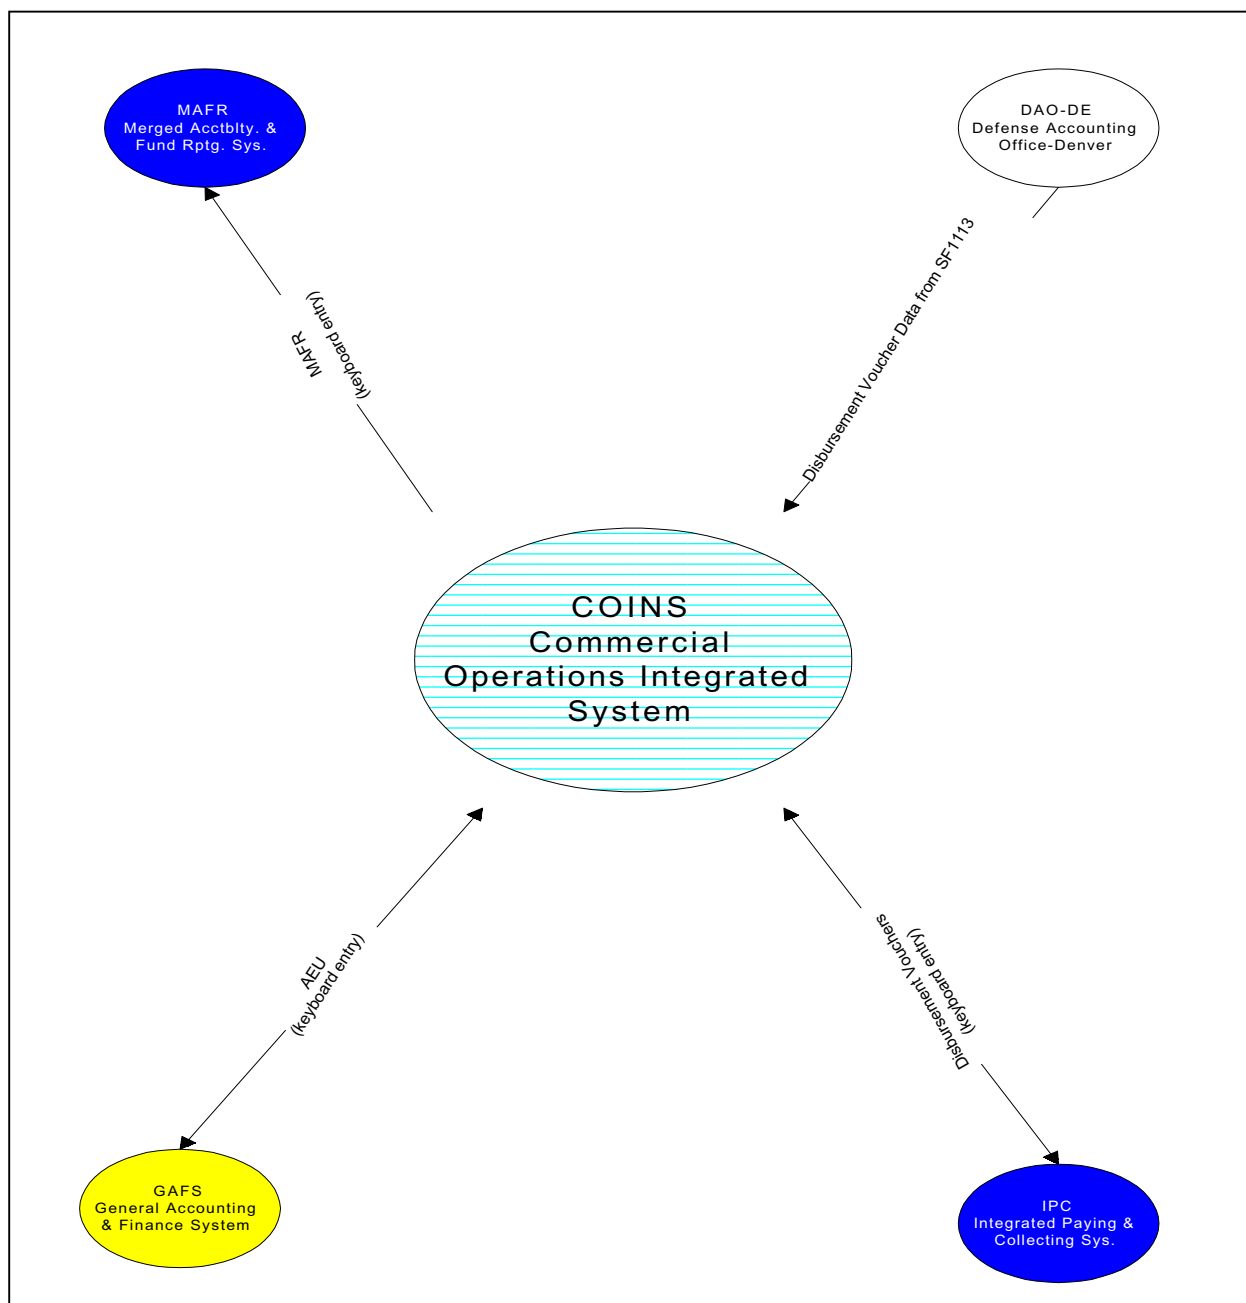 MAFR
Merged Acctblty. &
Fund Rptg. Sys.
DAO-DE
Defense Accounting
Office-Denver
MAFR
(keyboard entry)
Disbursement Voucher Data from SF1113
COINS
Commercial
Operations Integrated
System
AEU
(keyboard entry)
Disbursement Vouchers
(keyboard entry)
GAFS
General Accounting
& Finance System
IPC
Integrated Paying &
Collecting Sys.